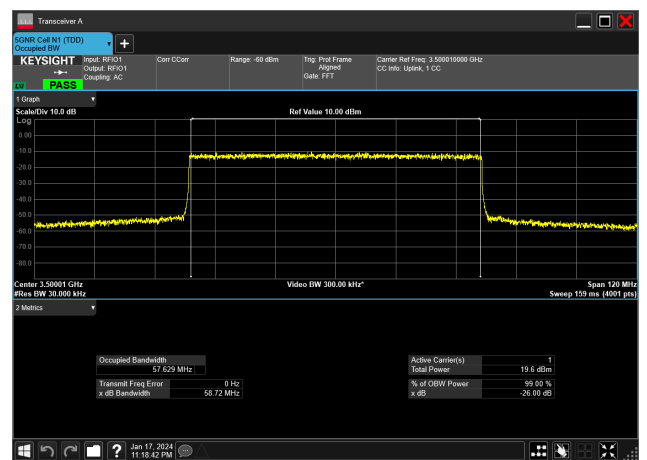 Transceiver A
5GNR Cell N1 (TDD)
Occupied BW
KEYSIGHT
Input: RFIO1
Output: RFIO1
Coupling: AC
Corr CCorr
Range: -60 dBm
Trig: Prot Frame
Aligned
Gate: FFT
Carrier Ref Freq: 3.500010000 GHz
CC Info: Uplink, 1 CC
LV
PASS
1 Graph
Scale/Div 10.0 dB
Ref Value 10.00 dBm
Log
0.00
-10.0
-20.0
-30.0
-40.0
-50.0
-60.0
-70.0
-80.0
Center 3.50001 GHz
Video BW 300.00 kHz*
Span 120 MHz
#Res BW 30.000 kHz
Sweep 159 ms (4001 pts)
2 Metrics
Occupied Bandwidth
57.629 MHz
Active Carrier(s) 1
Total Power 19.6 dBm
Transmit Freq Error 0 Hz
x dB Bandwidth 58.72 MHz
% of OBW Power 99.00 %
x dB -26.00 dB
Jan 17, 2024
11:18:42 PM